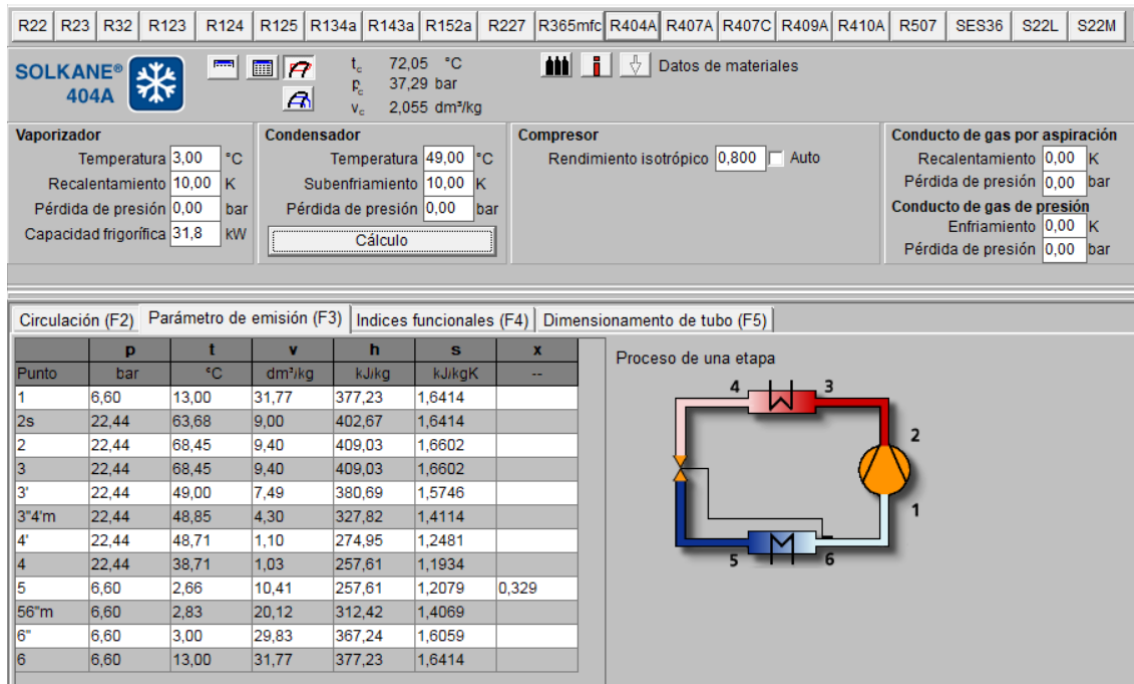 R22 R23 R32 R123 R124 R125 R134a R143a R152a R227 R365mfc R404A R407A R407C R409A R410A R507 SES36 S22L S22M
SOLKANE®
404A
tc 72,05 °C
pc 37,29 bar
vc 2,055 dm³/kg
Datos de materiales
Vaporizador
Temperatura 3,00 °C
Recalentamiento 10,00 K
Pérdida de presión 0,00 bar
Capacidad frigorífica 31,8 kW
Condensador
Temperatura 49,00 °C
Subenfriamiento 10,00 K
Pérdida de presión 0,00 bar
Cálculo
Compresor
Rendimiento isotrópico 0,800 Auto
Conducto de gas por aspiración
Recalentamiento 0,00 K
Pérdida de presión 0,00 bar
Conducto de gas de presión
Enfriamiento 0,00 K
Pérdida de presión 0,00 bar
Circulación (F2) Parámetro de emisión (F3) Indices funcionales (F4) Dimensionamento de tubo (F5)
p t v h s x
Punto bar °C dm³/kg kJ/kg kJ/kgK --
1 6,60 13,00 31,77 377,23 1,6414
2s 22,44 63,68 9,00 402,67 1,6414
2 22,44 68,45 9,40 409,03 1,6602
3 22,44 68,45 9,40 409,03 1,6602
3' 22,44 49,00 7,49 380,69 1,5746
3"4'm 22,44 48,85 4,30 327,82 1,4114
4' 22,44 48,71 1,10 274,95 1,2481
4 22,44 38,71 1,03 257,61 1,1934
5 6,60 2,66 10,41 257,61 1,2079 0,329
56"m 6,60 2,83 20,12 312,42 1,4069
6" 6,60 3,00 29,83 367,24 1,6059
6 6,60 13,00 31,77 377,23 1,6414
Proceso de una etapa
4 3
2
1
5 6